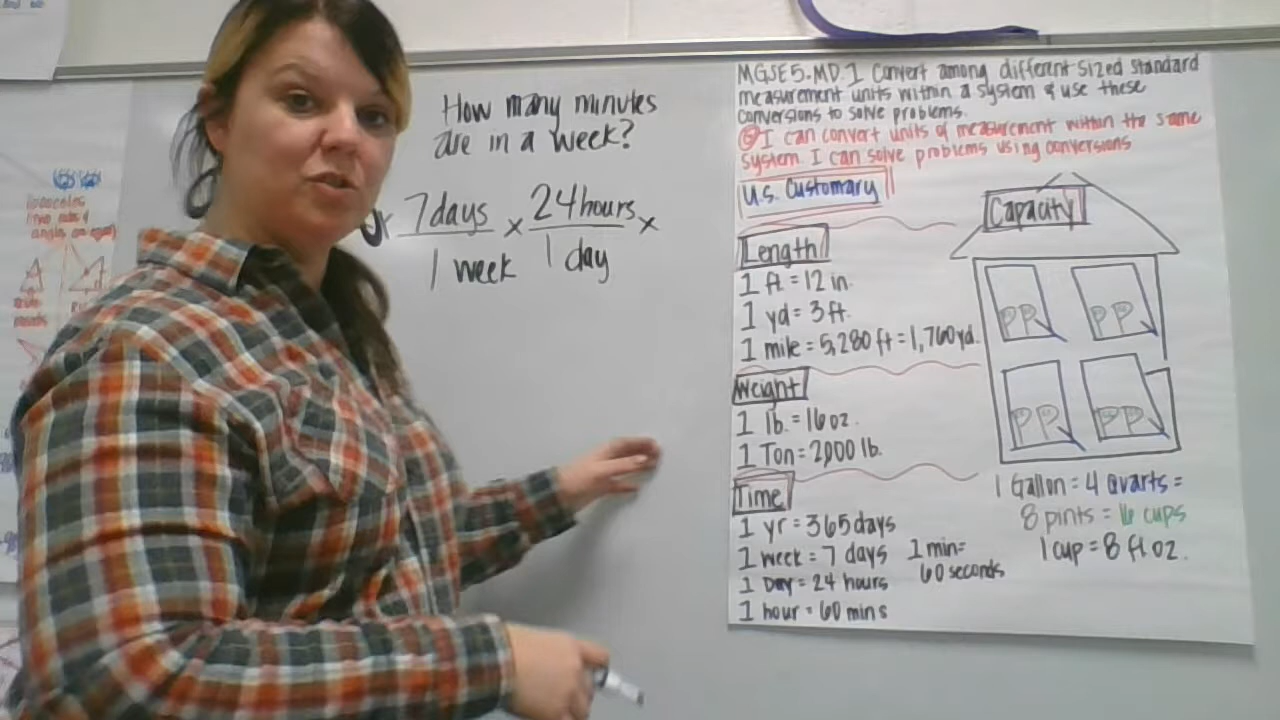 How many minutes
are in a week?
7days × 24hours ×
1 week 1 day
MGSE5.MD.1 Convert among different sized standard
measurement units within a system & use these
conversions to solve problems.
I can convert units of measurement within the same
system. I can solve problems using conversions
U.S. Customary
Length
1 ft = 12 in.
1 yd = 3 ft.
1 mile = 5,280 ft = 1,760 yd.
Weight
1 lb. = 16 oz.
1 Ton = 2,000 lb.
Time
1 yr = 365 days
1 week = 7 days
1 Day = 24 hours
1 hour = 60 mins
1 min =
60 seconds
Capacity
P P P P
P P P P
1 Gallon = 4 Quarts =
8 pints = 16 cups
1 cup = 8 fl oz.